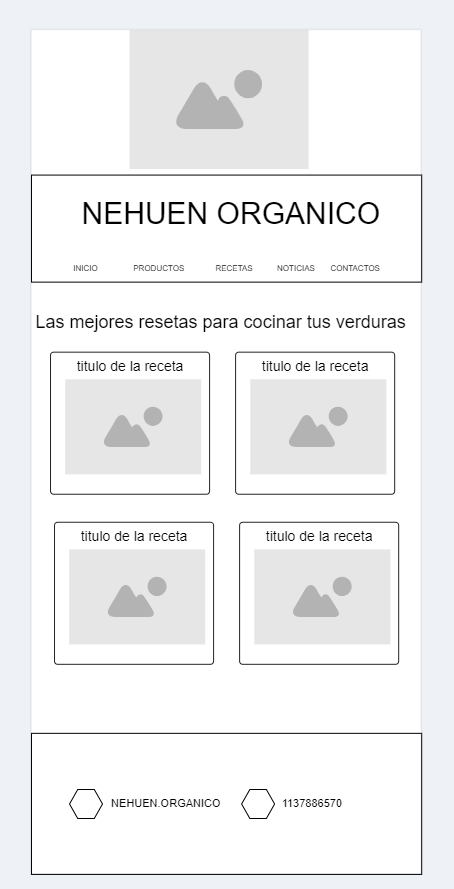 NEHUEN ORGANICO
INICIO PRODUCTOS RECETAS NOTICIAS CONTACTOS
Las mejores resetas para cocinar tus verduras
titulo de la receta titulo de la receta
titulo de la receta titulo de la receta
NEHUEN.ORGANICO 1137886570